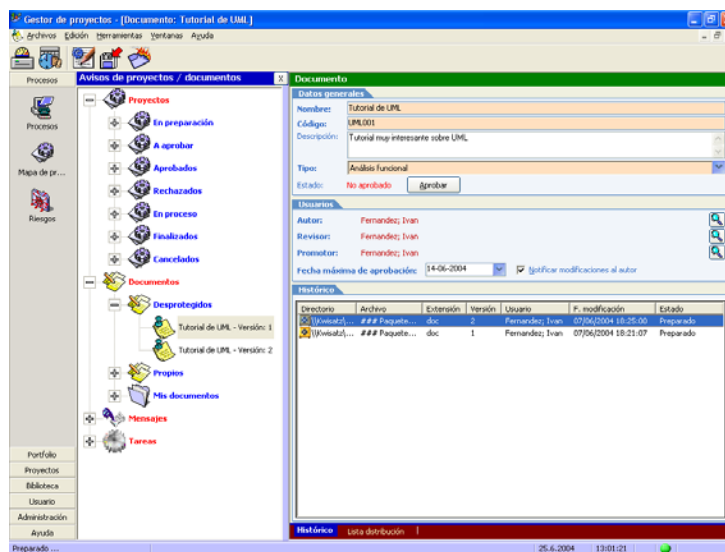 Gestor de proyectos - [Documento: Tutorial de UML]
Archivos Edición Herramientas Ventanas Ayuda
Procesos
Procesos
Mapa de pr...
Riesgos
Portfolio
Proyectos
Biblioteca
Usuario
Administración
Ayuda
Avisos de proyectos / documentos x
Proyectos
En preparación
A aprobar
Aprobados
Rechazados
En proceso
Finalizados
Cancelados
Documentos
Desprotegidos
Tutorial de UML - Versión: 1
Tutorial de UML - Versión: 2
Propios
Mis documentos
Mensajes
Tareas
Documento
Datos generales
Nombre: Tutorial de UML
Código: UML001
Descripción: Tutorial muy interesante sobre UML
Tipo: Análisis funcional
Estado: No aprobado Aprobar
Usuarios
Autor: Fernandez; Ivan
Revisor: Fernandez; Ivan
Promotor: Fernandez; Ivan
Fecha máxima de aprobación: 14-06-2004 Notificar modificaciones al autor
Histórico
Directorio Archivo Extensión Versión Usuario F. modificación Estado
\\Kwisatz\... ### Paquete... doc 2 Fernandez; Ivan 07/06/2004 18:25:00 Preparado
\\Kwisatz\... ### Paquete... doc 1 Fernandez; Ivan 07/06/2004 18:21:07 Preparado
Histórico Lista distribución
Preparado ... 25.6.2004 13:01:21